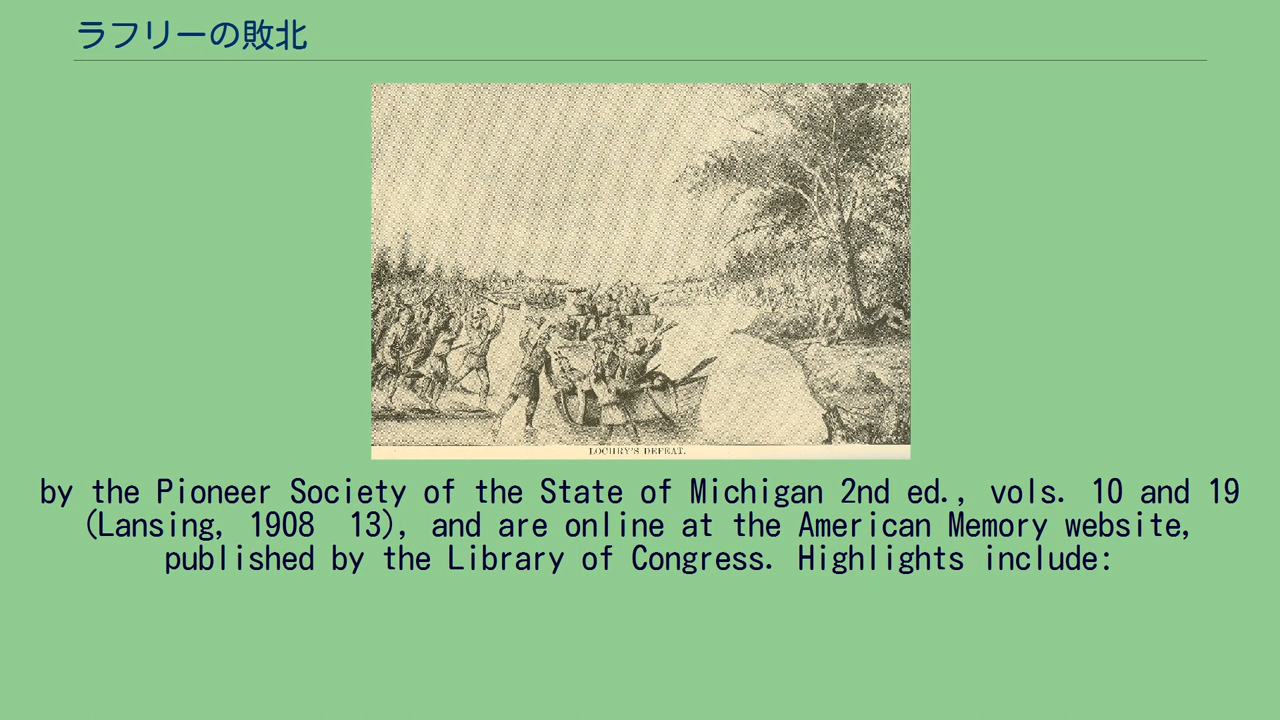 ラフリーの敗北
LOCHRY'S DEFEAT.
by the Pioneer Society of the State of Michigan 2nd ed., vols. 10 and 19
(Lansing, 1908 13), and are online at the American Memory website,
published by the Library of Congress. Highlights include: